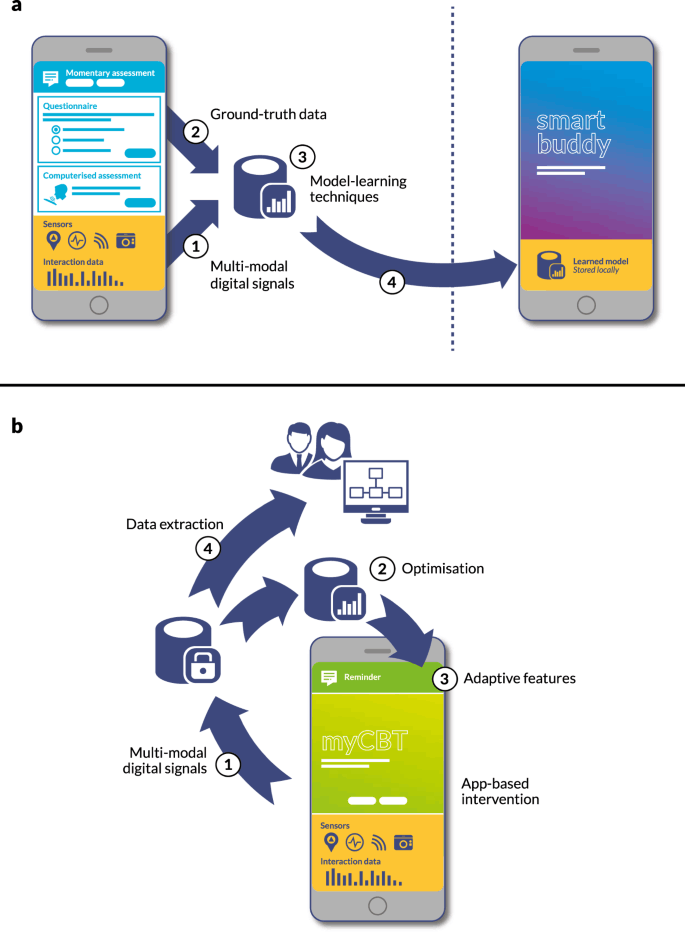 a
Momentary assessment
Questionnaire
Computerised assessment
Sensors
Interaction data
2
Ground-truth data
3
Model-learning
techniques
1
Multi-modal
digital signals
4
smart
buddy
Learned model
Stored locally
b
Data extraction
4
2
Optimisation
Reminder
3
Adaptive features
myCBT
Multi-modal
digital signals
1
App-based
intervention
Sensors
Interaction data